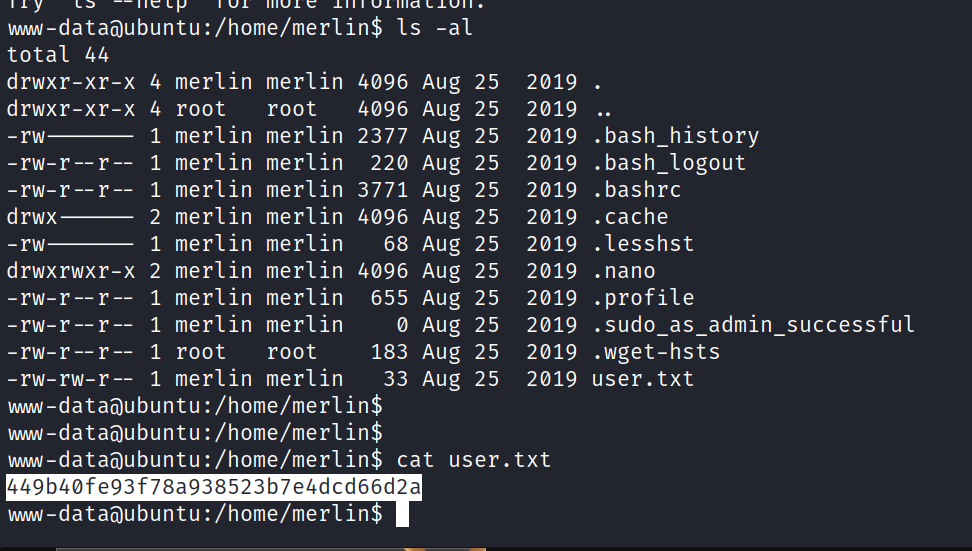 Try 'ls --help' for more information.
www-data@ubuntu:/home/merlin$ ls -al
total 44
drwxr-xr-x 4 merlin merlin 4096 Aug 25  2019 .
drwxr-xr-x 4 root   root   4096 Aug 25  2019 ..
-rw------- 1 merlin merlin 2377 Aug 25  2019 .bash_history
-rw-r--r-- 1 merlin merlin  220 Aug 25  2019 .bash_logout
-rw-r--r-- 1 merlin merlin 3771 Aug 25  2019 .bashrc
drwx------ 2 merlin merlin 4096 Aug 25  2019 .cache
-rw------- 1 merlin merlin   68 Aug 25  2019 .lesshst
drwxrwxr-x 2 merlin merlin 4096 Aug 25  2019 .nano
-rw-r--r-- 1 merlin merlin  655 Aug 25  2019 .profile
-rw-r--r-- 1 merlin merlin    0 Aug 25  2019 .sudo_as_admin_successful
-rw-r--r-- 1 root   root    183 Aug 25  2019 .wget-hsts
-rw-rw-r-- 1 merlin merlin   33 Aug 25  2019 user.txt
www-data@ubuntu:/home/merlin$
www-data@ubuntu:/home/merlin$
www-data@ubuntu:/home/merlin$ cat user.txt
449b40fe93f78a938523b7e4dcd66d2a
www-data@ubuntu:/home/merlin$